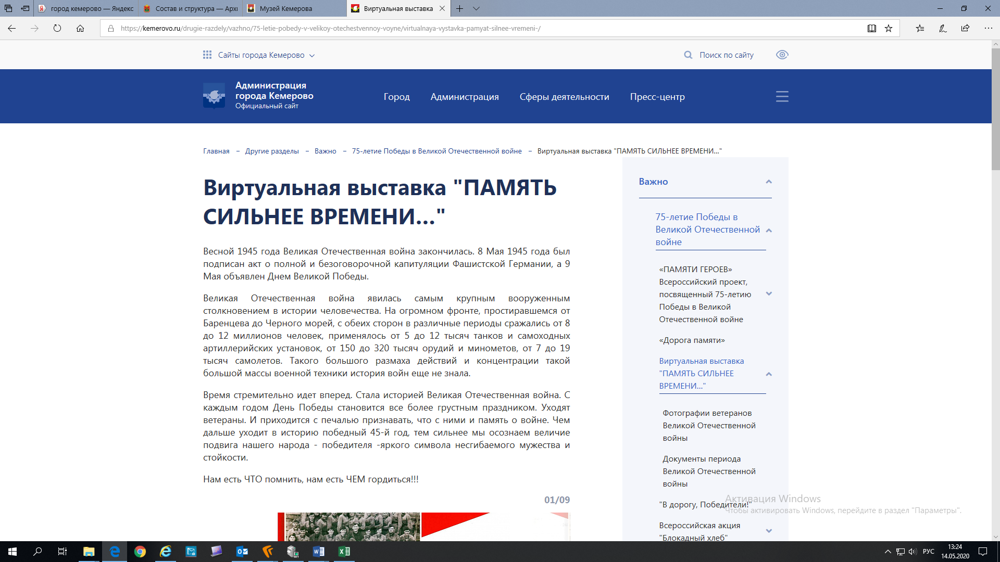 город кемерово — Яндекс
Состав и структура — Архи
Музей Кемерова
Виртуальная выставка
https://kemerovo.ru/drugie-razdely/vazhno/75-letie-pobedy-v-velikoy-otechestvennoy-voyne/virtualnaya-vystavka-pamyat-silnee-vremeni-/
Сайты города Кемерово
Поиск по сайту
Администрация
города Кемерово
Официальный сайт
Город
Администрация
Сферы деятельности
Пресс-центр
Главная – Другие разделы – Важно – 75-летие Победы в Великой Отечественной войне – Виртуальная выставка "ПАМЯТЬ СИЛЬНЕЕ ВРЕМЕНИ..."
Виртуальная выставка "ПАМЯТЬ
СИЛЬНЕЕ ВРЕМЕНИ..."
Весной 1945 года Великая Отечественная война закончилась. 8 Мая 1945 года был
подписан акт о полной и безоговорочной капитуляции Фашистской Германии, а 9
Мая объявлен Днем Великой Победы.
Великая Отечественная война явилась самым крупным вооруженным
столкновением в истории человечества. На огромном фронте, простиравшемся от
Баренцева до Черного морей, с обеих сторон в различные периоды сражались от 8
до 12 миллионов человек, применялось от 5 до 12 тысяч танков и самоходных
артиллерийских установок, от 150 до 320 тысяч орудий и минометов, от 7 до 19
тысяч самолетов. Такого большого размаха действий и концентрации такой
большой массы военной техники история войн еще не знала.
Время стремительно идет вперед. Стала историей Великая Отечественная война. С
каждым годом День Победы становится все более грустным праздником. Уходят
ветераны. И приходится с печалью признавать, что с ними и память о войне. Чем
дальше уходит в историю победный 45-й год, тем сильнее мы осознаем величие
подвига нашего народа - победителя -яркого символа несгибаемого мужества и
стойкости.
Нам есть ЧТО помнить, нам есть ЧЕМ гордиться!!!
01/09
Важно
75-летие Победы в
Великой Отечественной
войне
«ПАМЯТИ ГЕРОЕВ»
Всероссийский проект,
посвященный 75-летию
Победы в Великой
Отечественной войне
«Дорога памяти»
Виртуальная выставка
"ПАМЯТЬ СИЛЬНЕЕ
ВРЕМЕНИ..."
Фотографии ветеранов
Великой Отечественной
войны
Документы периода
Великой Отечественной
войны
"В дорогу, Победители!"
Всероссийская акция
"Блокадный хлеб"
Активация Windows
Чтобы активировать Windows, перейдите в раздел "Параметры".
РУС
13:24
14.05.2020